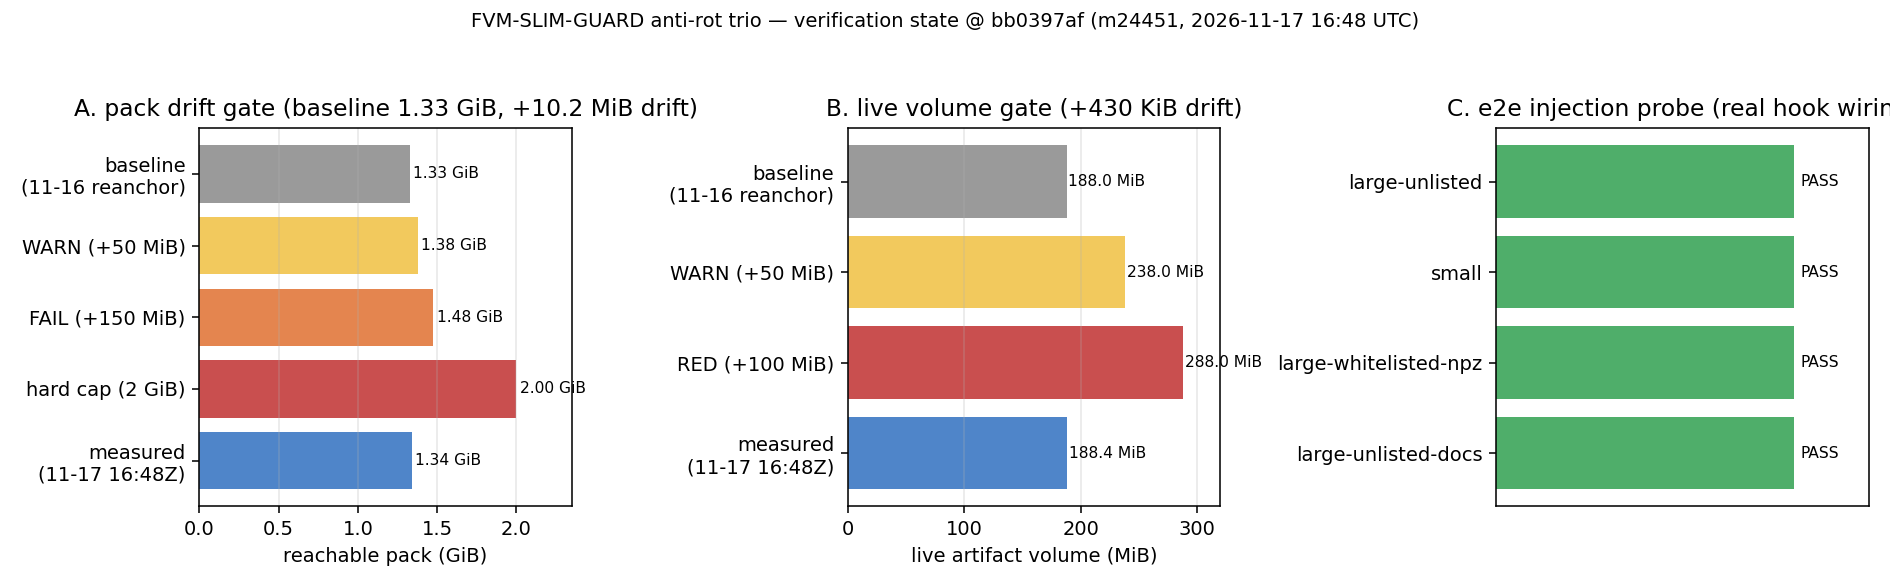 FVM-SLIM-GUARD anti-rot trio — verification state @ bb0397af (m24451, 2026-11-17 16:48 UTC)
A. pack drift gate (baseline 1.33 GiB, +10.2 MiB drift)
baseline
(11-16 reanchor)
1.33 GiB
WARN (+50 MiB)
1.38 GiB
FAIL (+150 MiB)
1.48 GiB
hard cap (2 GiB)
2.00 GiB
measured
(11-17 16:48Z)
1.34 GiB
0.0 0.5 1.0 1.5 2.0
reachable pack (GiB)
B. live volume gate (+430 KiB drift)
baseline
(11-16 reanchor)
188.0 MiB
WARN (+50 MiB)
238.0 MiB
RED (+100 MiB)
288.0 MiB
measured
(11-17 16:48Z)
188.4 MiB
0 100 200 300
live artifact volume (MiB)
C. e2e injection probe (real hook wirin
large-unlisted
PASS
small
PASS
large-whitelisted-npz
PASS
large-unlisted-docs
PASS